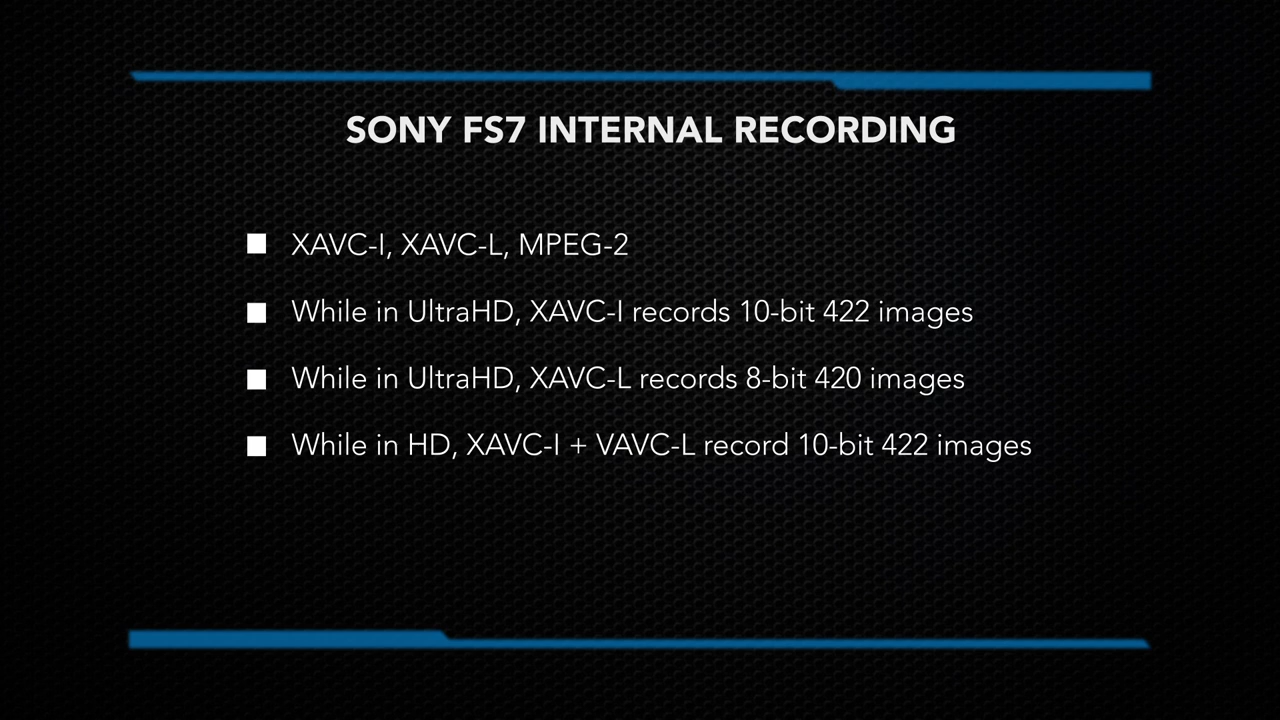 SONY FS7 INTERNAL RECORDING
XAVC-I, XAVC-L, MPEG-2
While in UltraHD, XAVC-I records 10-bit 422 images
While in UltraHD, XAVC-L records 8-bit 420 images
While in HD, XAVC-I + VAVC-L record 10-bit 422 images